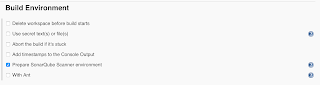 Build Environment
Delete workspace before build starts
Use secret text(s) or file(s)
Abort the build if it's stuck
Add timestamps to the Console Output
Prepare SonarQube Scanner environment
With Ant